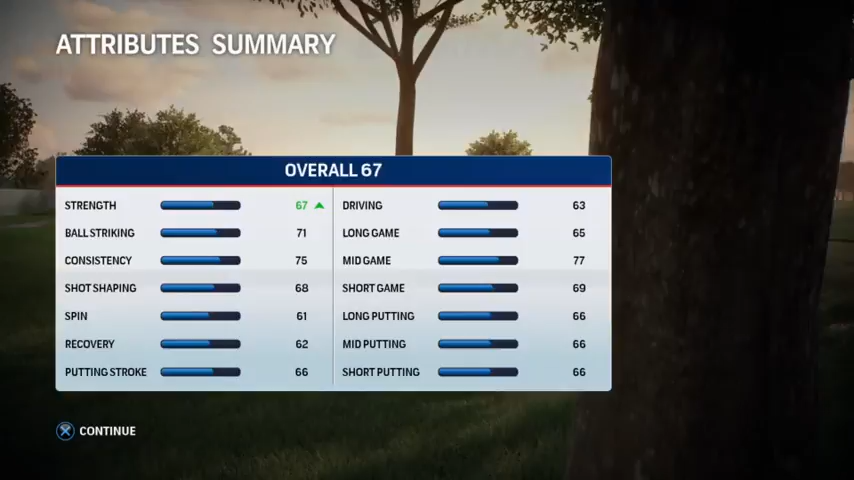 ATTRIBUTES SUMMARY
OVERALL 67
STRENGTH 67
BALL STRIKING 71
CONSISTENCY 75
SHOT SHAPING 68
SPIN 61
RECOVERY 62
PUTTING STROKE 66
DRIVING 63
LONG GAME 65
MID GAME 77
SHORT GAME 69
LONG PUTTING 66
MID PUTTING 66
SHORT PUTTING 66
CONTINUE